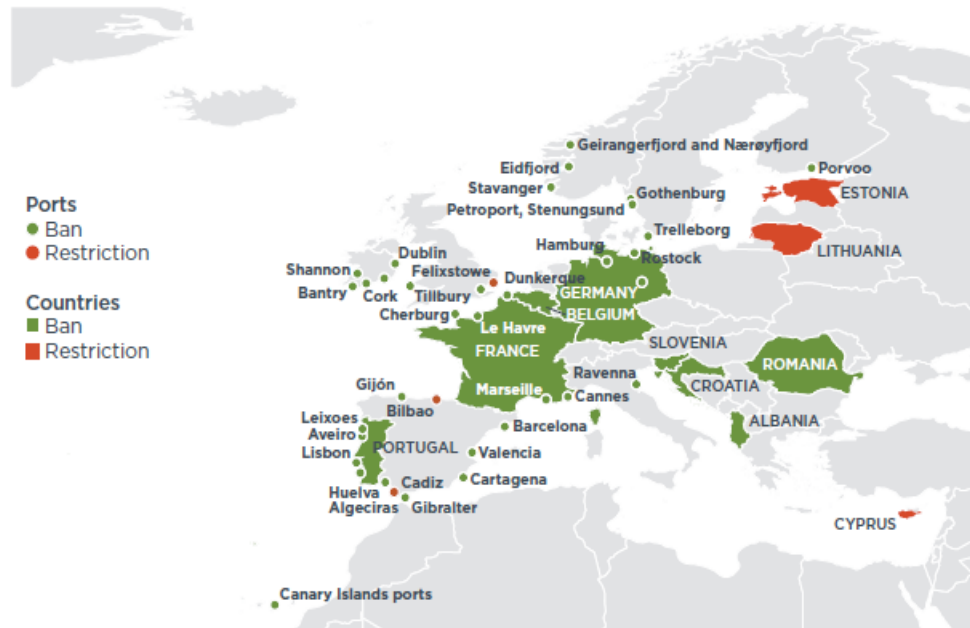 Geirangerfjord and Nærøyfjord
Eidfjord
Porvoo
Stavanger
Gothenburg
ESTONIA
Petroport, Stenungsund
Ports
Ban
Restriction
Countries
Ban
Restriction
Trelleborg
Hamburg
LITHUANIA
Rostock
Dublin
Shannon
Felixstowe
Dunkerque
Bantry
Cork
Tillbury
GERMANY
Cherburg
BELGIUM
Le Havre
FRANCE
SLOVENIA
Ravenna
ROMANIA
Gijón
Marseille
CROATIA
Bilbao
Cannes
Leixoes
ALBANIA
Aveiro
PORTUGAL
Barcelona
Lisbon
Valencia
Huelva
Cadiz
Cartagena
Algeciras
Gibralter
CYPRUS
Canary Islands ports